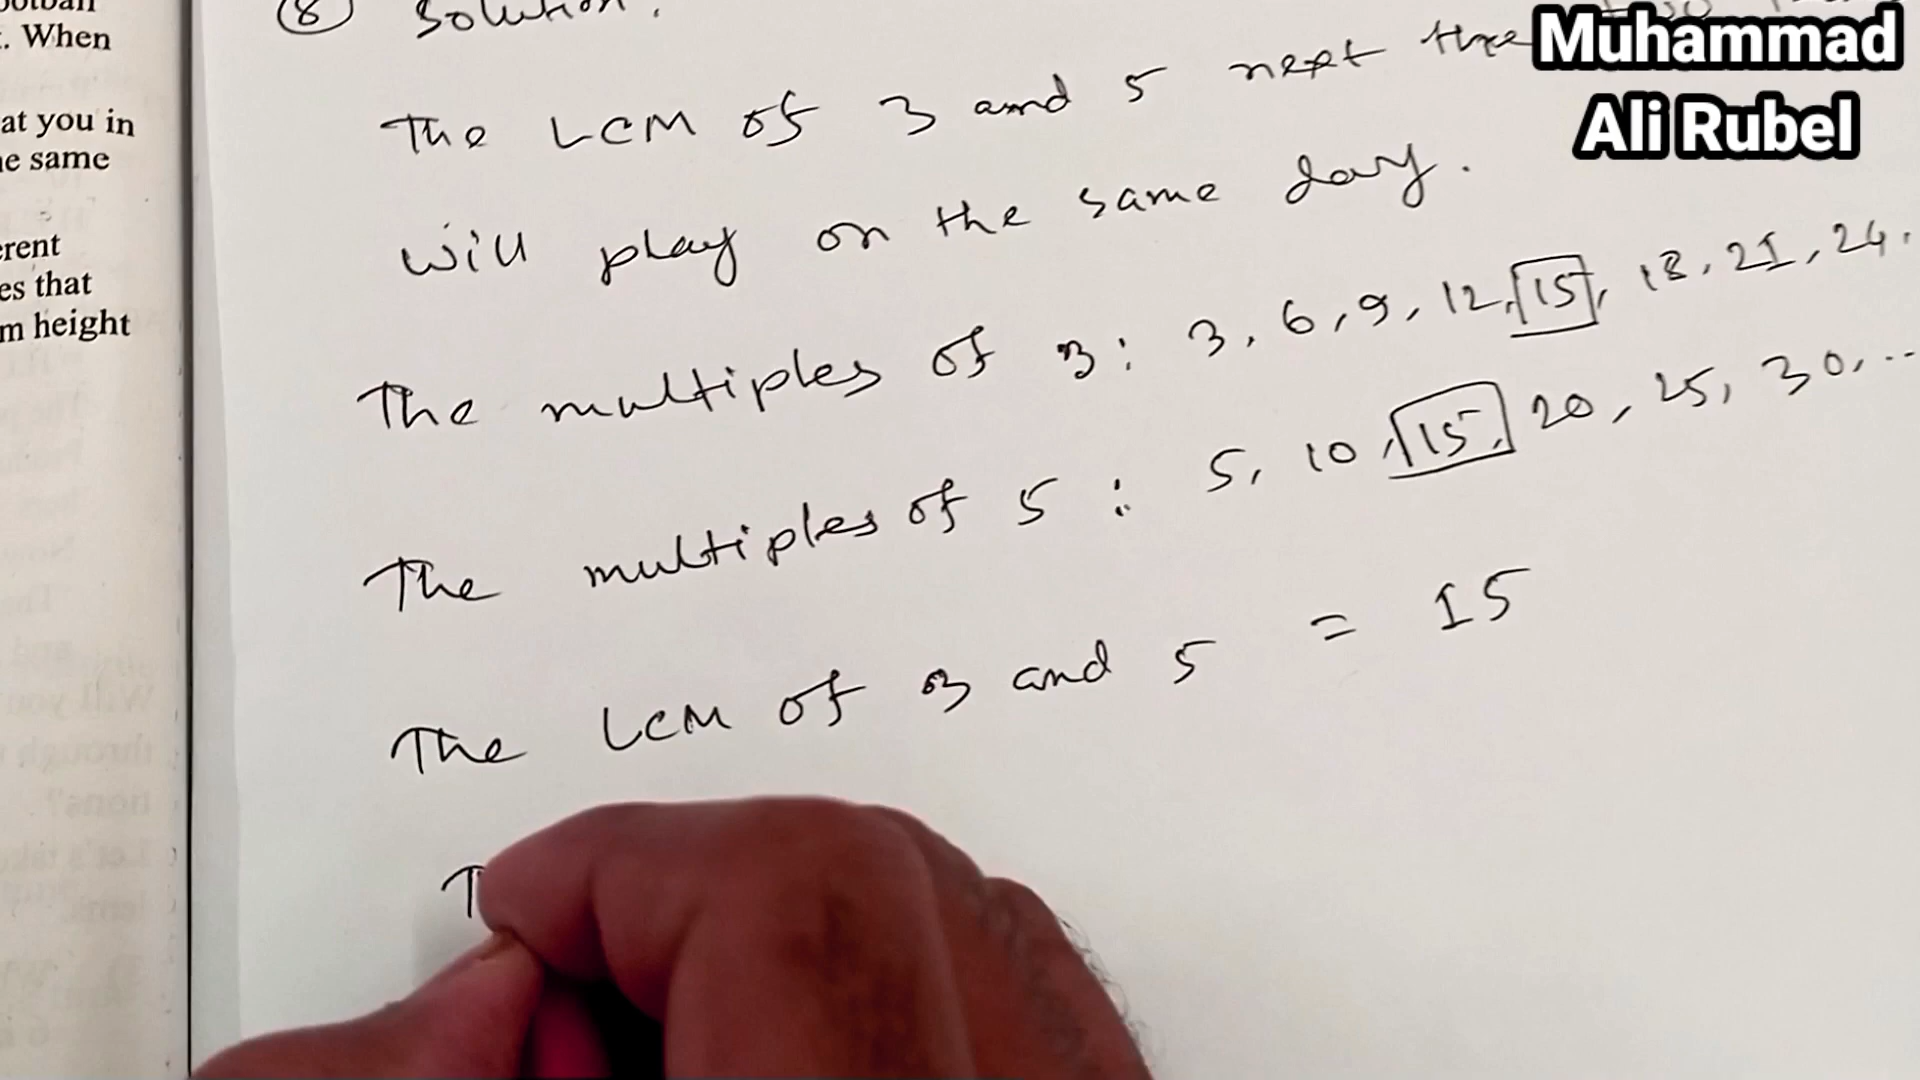 . When
at you in
same
erent
es that
m height
Muhammad
Ali Rubel
8 Solution
The LCM of 3 and 5 next the
will play on the same day.
The multiples of 3 : 3, 6, 9, 12, 15, 18, 21, 24.
The multiples of 5 : 5, 10, 15, 20, 25, 30, ..
The LCM of 3 and 5 = 15
T